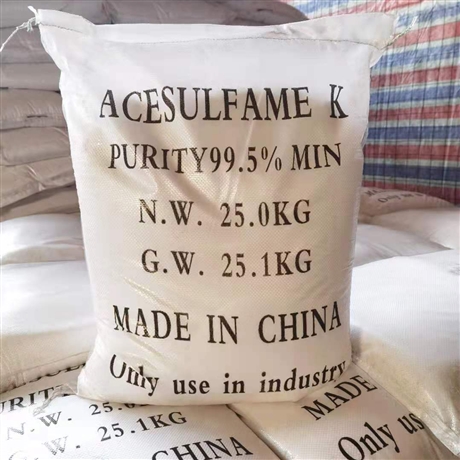 ACESULFAME K
PURITY99.5% MIN
N.W. 25.0KG
G.W. 25.1KG
MADE IN CHINA
Only use in industry
N.W. 25.0
G.W. 25.1KG
CHINA
MADE
Only us